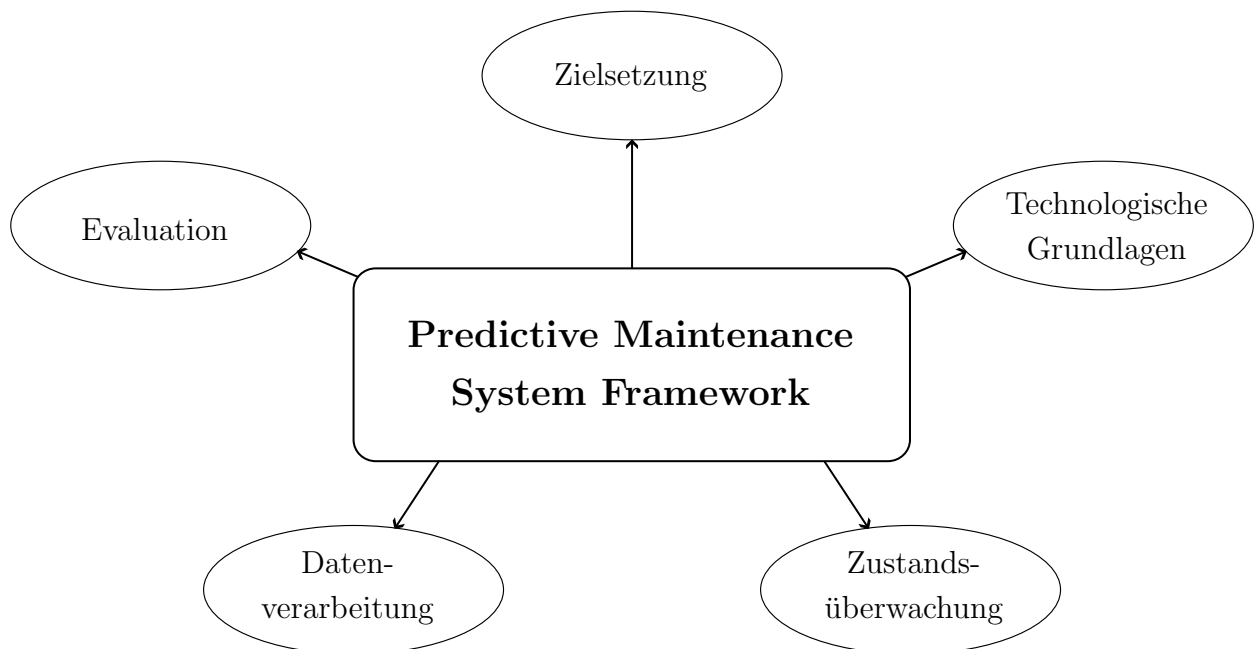 Zielsetzung
Evaluation
Technologische
Grundlagen
Predictive Maintenance
System Framework
Daten-
verarbeitung
Zustands-
überwachung